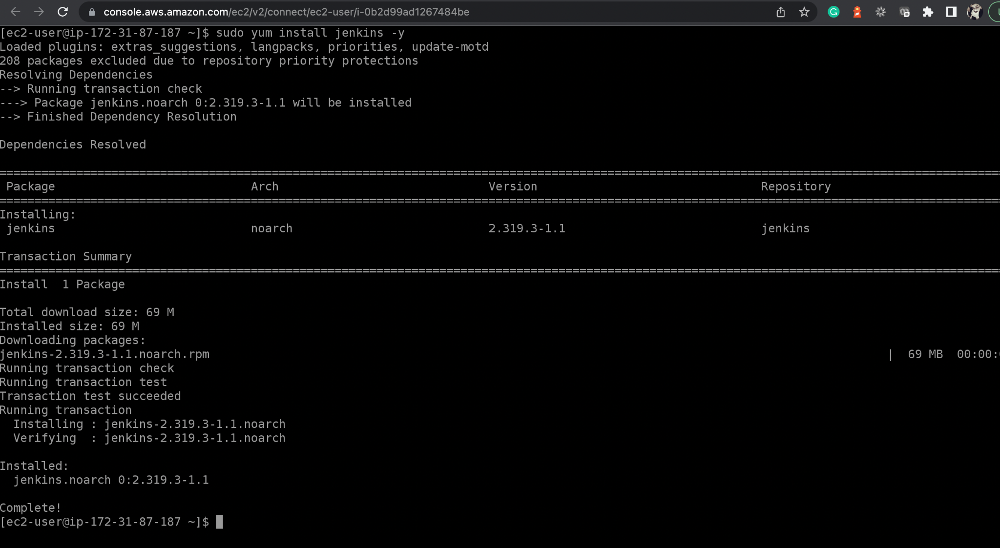 console.aws.amazon.com/ec2/v2/connect/ec2-user/i-0b2d99ad1267484be
[ec2-user@ip-172-31-87-187 ~]$ sudo yum install jenkins -y
Loaded plugins: extras_suggestions, langpacks, priorities, update-motd
208 packages excluded due to repository priority protections
Resolving Dependencies
--> Running transaction check
---> Package jenkins.noarch 0:2.319.3-1.1 will be installed
--> Finished Dependency Resolution
Dependencies Resolved
Package Arch Version Repository
Installing:
jenkins noarch 2.319.3-1.1 jenkins
Transaction Summary
Install  1 Package
Total download size: 69 M
Installed size: 69 M
Downloading packages:
jenkins-2.319.3-1.1.noarch.rpm | 69 MB 00:00:
Running transaction check
Running transaction test
Transaction test succeeded
Running transaction
Installing : jenkins-2.319.3-1.1.noarch
Verifying  : jenkins-2.319.3-1.1.noarch
Installed:
jenkins.noarch 0:2.319.3-1.1
Complete!
[ec2-user@ip-172-31-87-187 ~]$